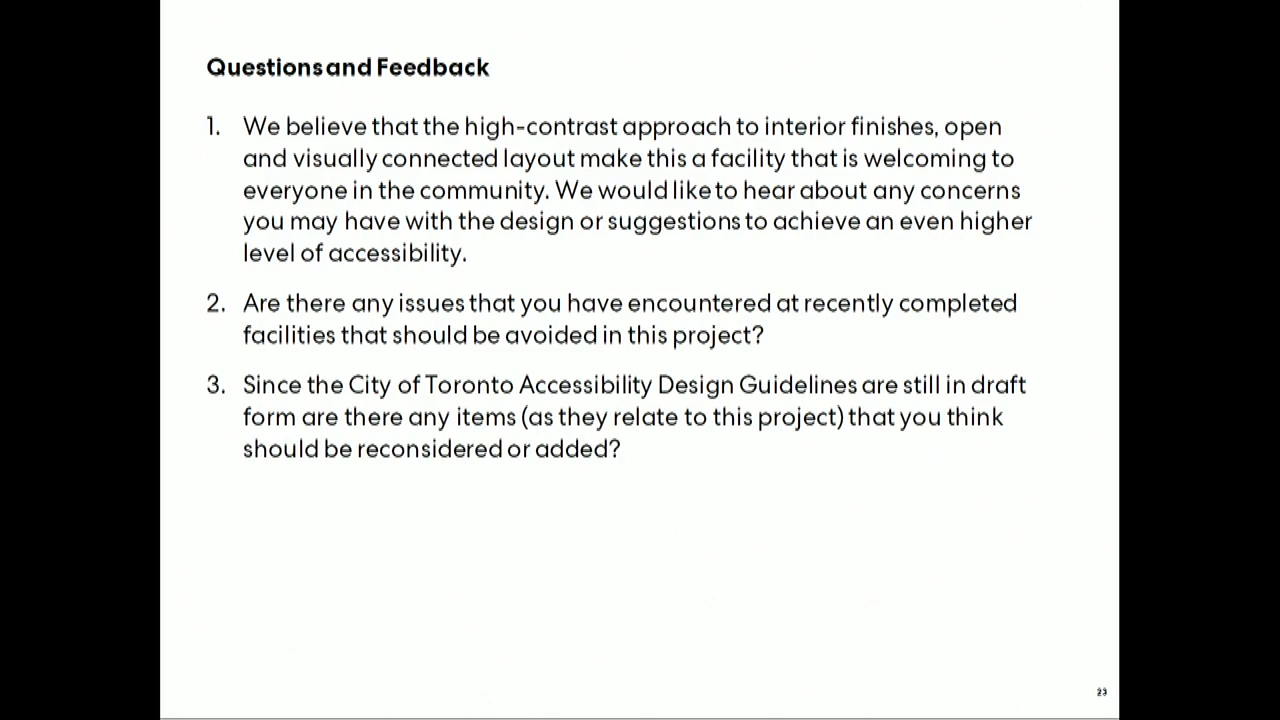 Questions and Feedback
1. We believe that the high-contrast approach to interior finishes, open
and visually connected layout make this a facility that is welcoming to
everyone in the community. We would like to hear about any concerns
you may have with the design or suggestions to achieve an even higher
level of accessibility.
2. Are there any issues that you have encountered at recently completed
facilities that should be avoided in this project?
3. Since the City of Toronto Accessibility Design Guidelines are still in draft
form are there any items (as they relate to this project) that you think
should be reconsidered or added?
23